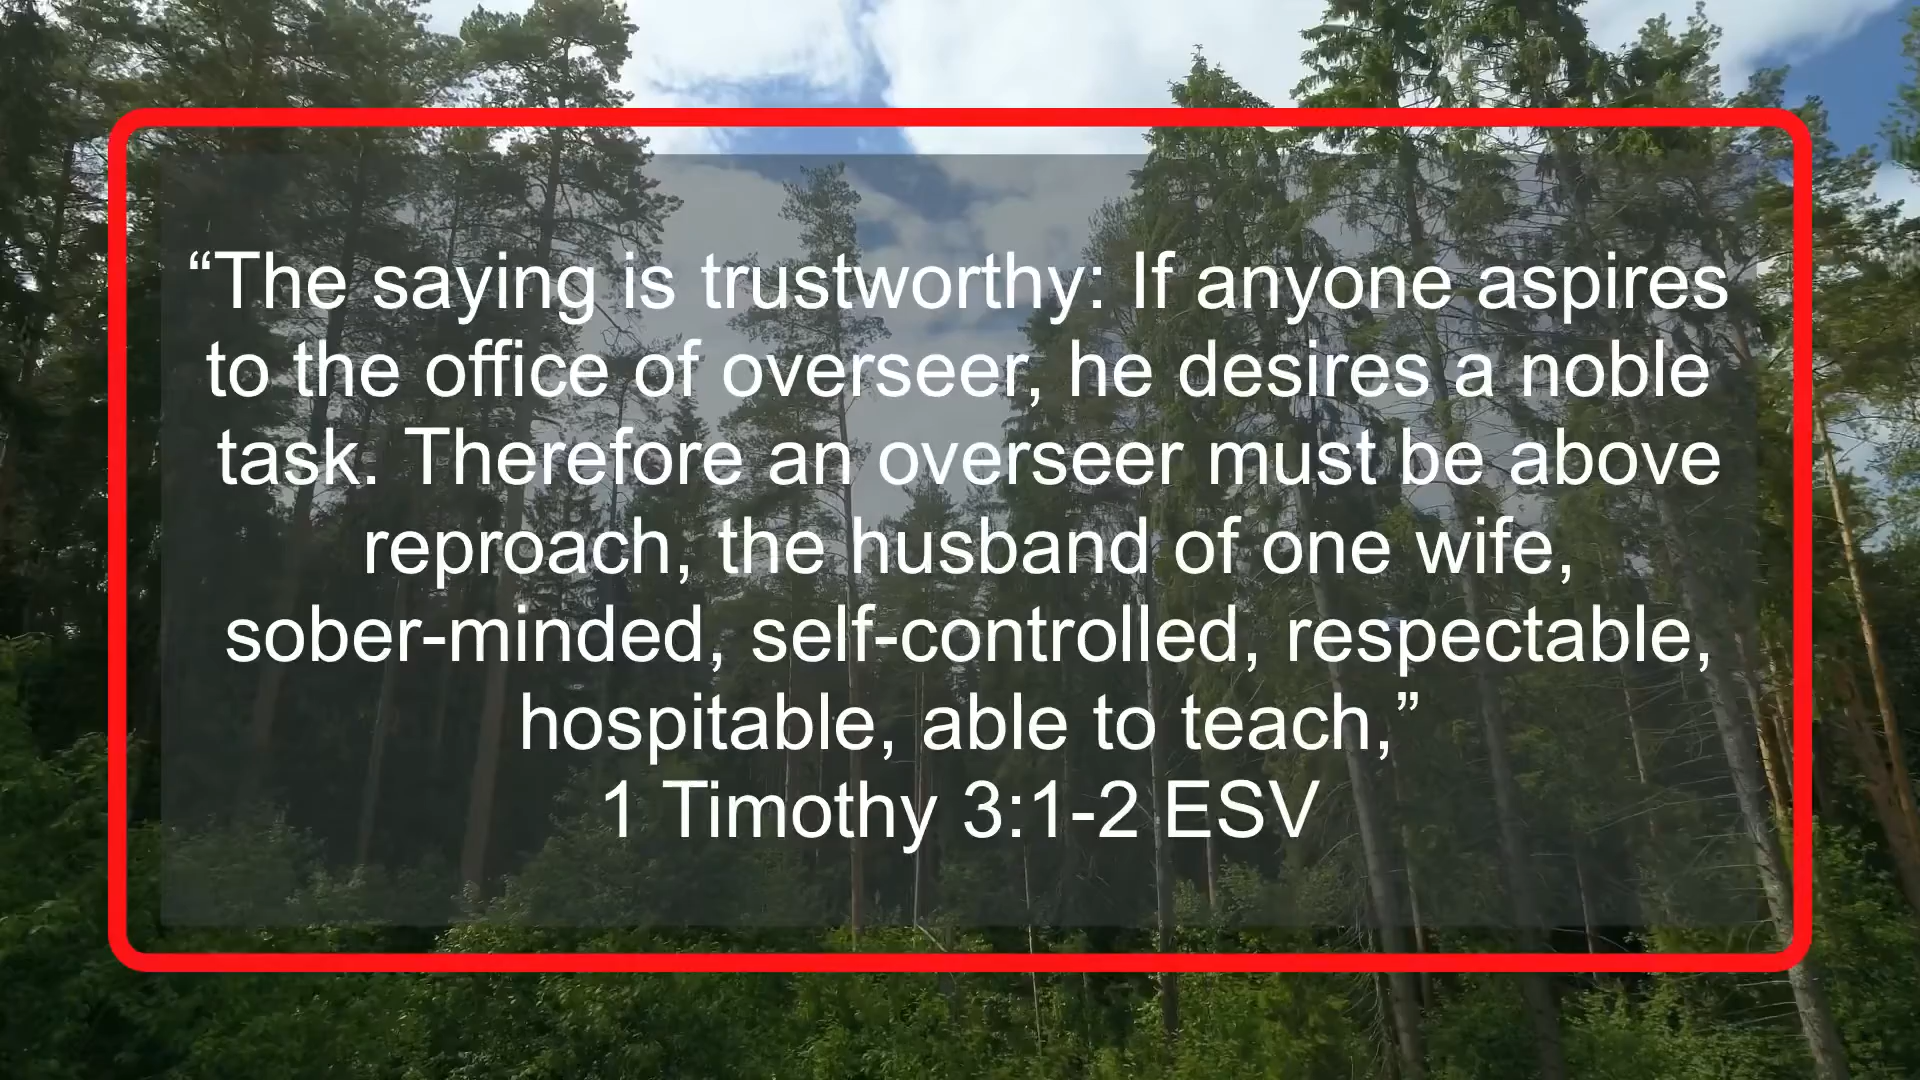 “The saying is trustworthy: If anyone aspires
to the office of overseer, he desires a noble
task. Therefore an overseer must be above
reproach, the husband of one wife,
sober-minded, self-controlled, respectable,
hospitable, able to teach,”
1 Timothy 3:1-2 ESV